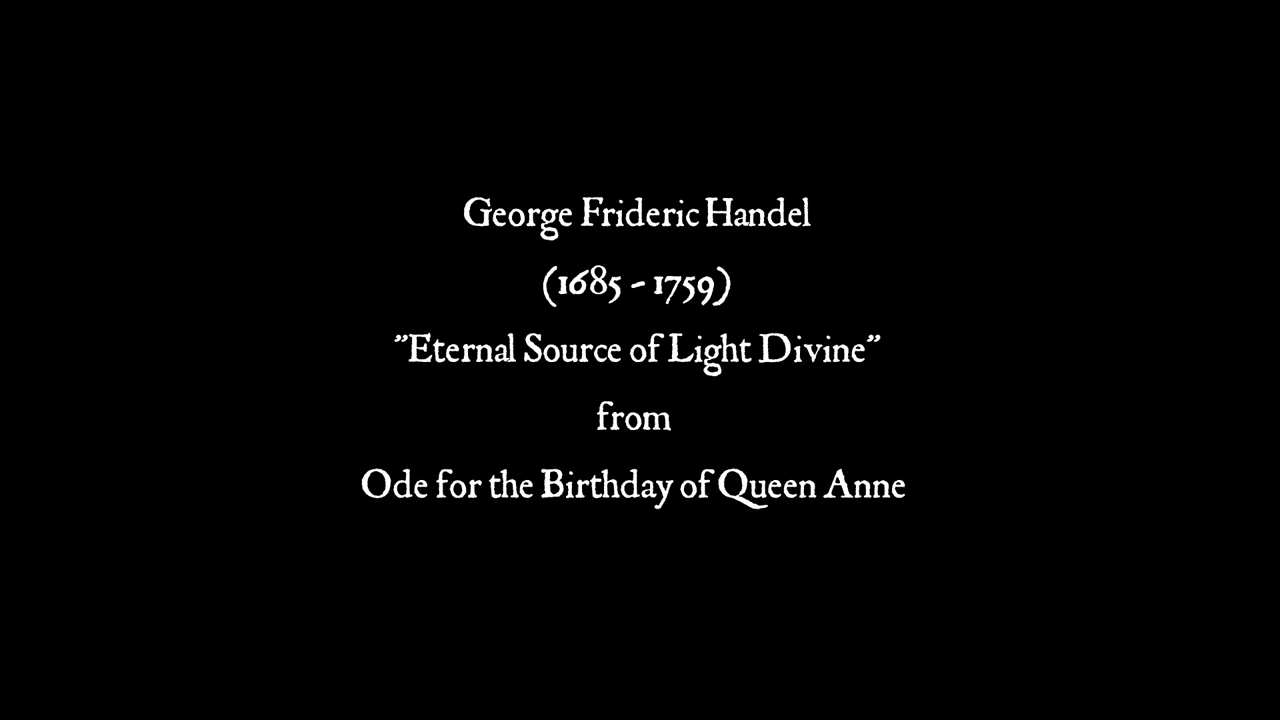 George Frideric Handel
(1685 - 1759)
”Eternal Source of Light Divine”
from
Ode for the Birthday of Queen Anne